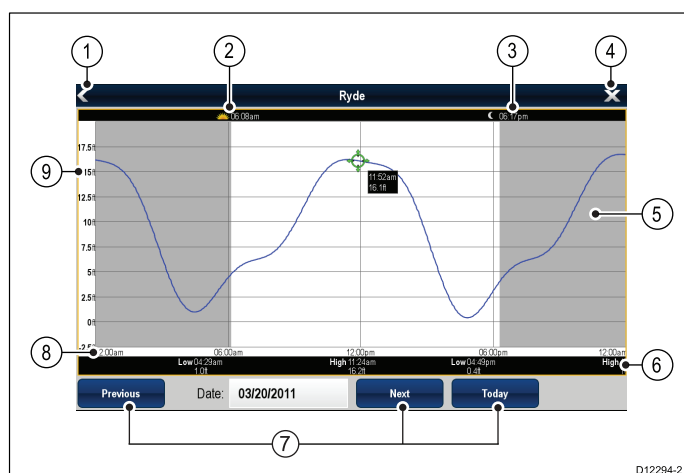 1 2 3 4
Ryde
06:08am 06:17pm
17.5ft
9
15ft
11:52am
16.1ft
12.5ft
10ft
5
7.5ft
5ft
2.5ft
0ft
-2.5ft
8
2:00am 06:00am 12:00pm 06:00pm 12:00am
Low 04:29am High 11:24am Low 04:49pm High
1.0ft 16.2ft 0.4ft
6
Previous Date: 03/20/2011 Next Today
7
D12294-2